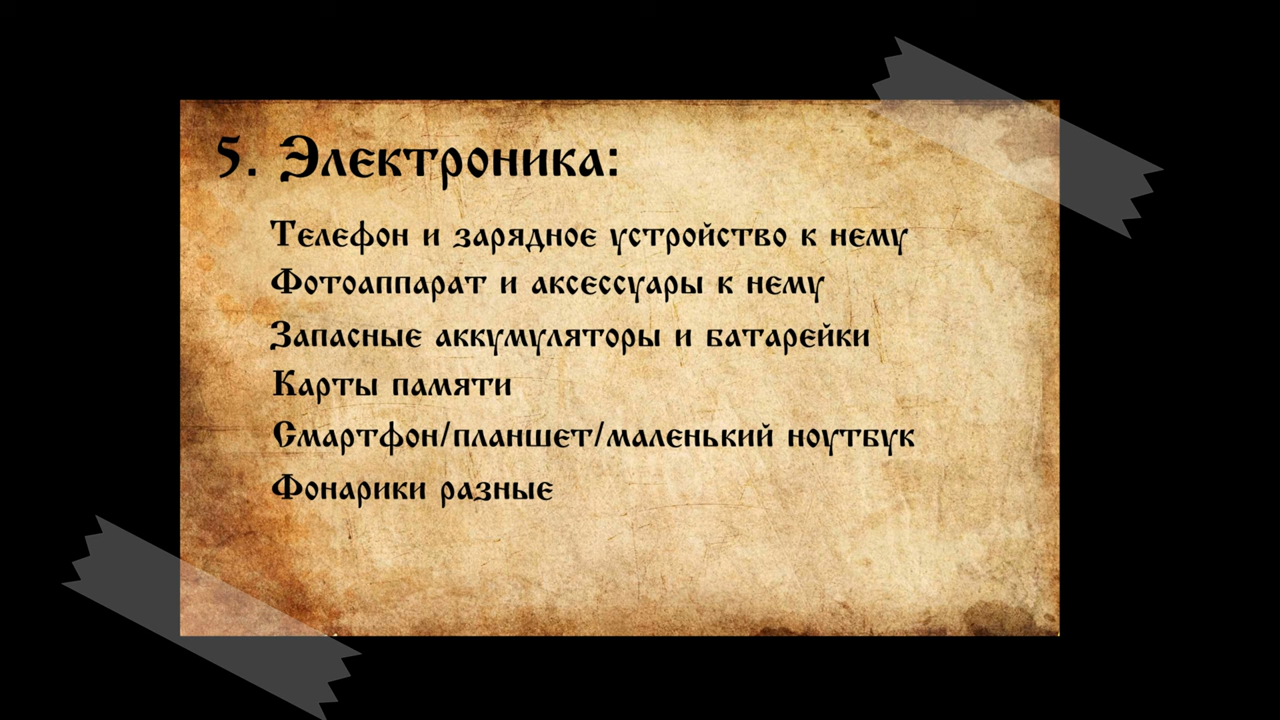 5. Электроника:
Телефон и зарядное устройство к нему
Фотоаппарат и аксессуары к нему
Запасные аккумуляторы и батарейки
Карты памяти
Смартфон/планшет/маленький ноутбук
Фонарики разные